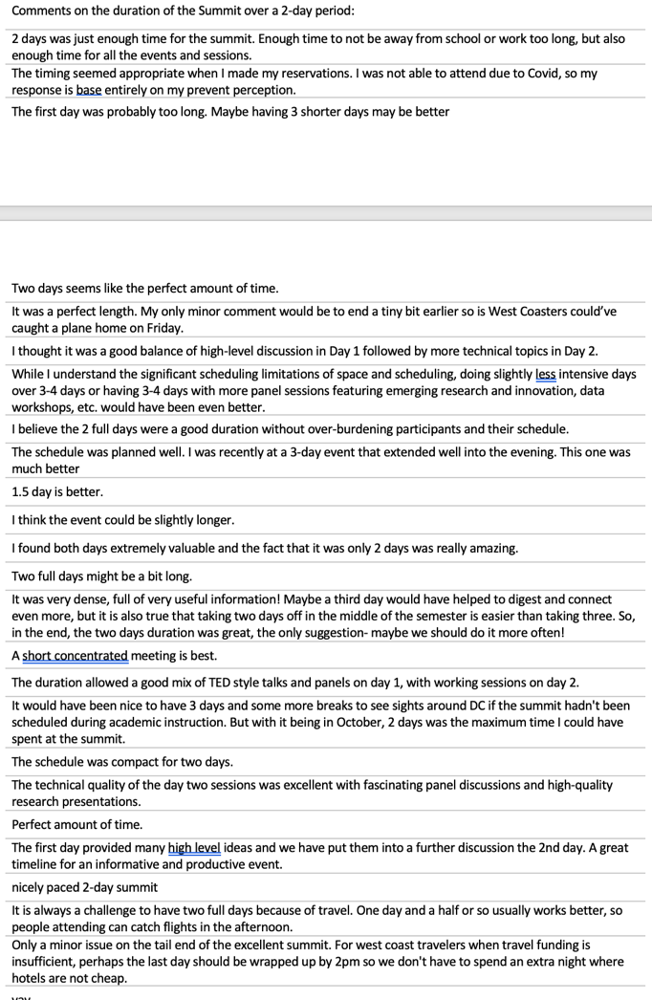 Comments on the duration of the Summit over a 2-day period:
2 days was just enough time for the summit. Enough time to not be away from school or work too long, but also
enough time for all the events and sessions.
The timing seemed appropriate when I made my reservations. I was not able to attend due to Covid, so my
response is base entirely on my prevent perception.
The first day was probably too long. Maybe having 3 shorter days may be better
Two days seems like the perfect amount of time.
It was a perfect length. My only minor comment would be to end a tiny bit earlier so is West Coasters could've
caught a plane home on Friday.
I thought it was a good balance of high-level discussion in Day 1 followed by more technical topics in Day 2.
While I understand the significant scheduling limitations of space and scheduling, doing slightly less intensive days
over 3-4 days or having 3-4 days with more panel sessions featuring emerging research and innovation, data
workshops, etc. would have been even better.
I believe the 2 full days were a good duration without over-burdening participants and their schedule.
The schedule was planned well. I was recently at a 3-day event that extended well into the evening. This one was
much better
1.5 day is better.
I think the event could be slightly longer.
I found both days extremely valuable and the fact that it was only 2 days was really amazing.
Two full days might be a bit long.
It was very dense, full of very useful information! Maybe a third day would have helped to digest and connect
even more, but it is also true that taking two days off in the middle of the semester is easier than taking three. So,
in the end, the two days duration was great, the only suggestion- maybe we should do it more often!
A short concentrated meeting is best.
The duration allowed a good mix of TED style talks and panels on day 1, with working sessions on day 2.
It would have been nice to have 3 days and some more breaks to see sights around DC if the summit hadn't been
scheduled during academic instruction. But with it being in October, 2 days was the maximum time I could have
spent at the summit.
The schedule was compact for two days.
The technical quality of the day two sessions was excellent with fascinating panel discussions and high-quality
research presentations.
Perfect amount of time.
The first day provided many high level ideas and we have put them into a further discussion the 2nd day. A great
timeline for an informative and productive event.
nicely paced 2-day summit
It is always a challenge to have two full days because of travel. One day and a half or so usually works better, so
people attending can catch flights in the afternoon.
Only a minor issue on the tail end of the excellent summit. For west coast travelers when travel funding is
insufficient, perhaps the last day should be wrapped up by 2pm so we don't have to spend an extra night where
hotels are not cheap.